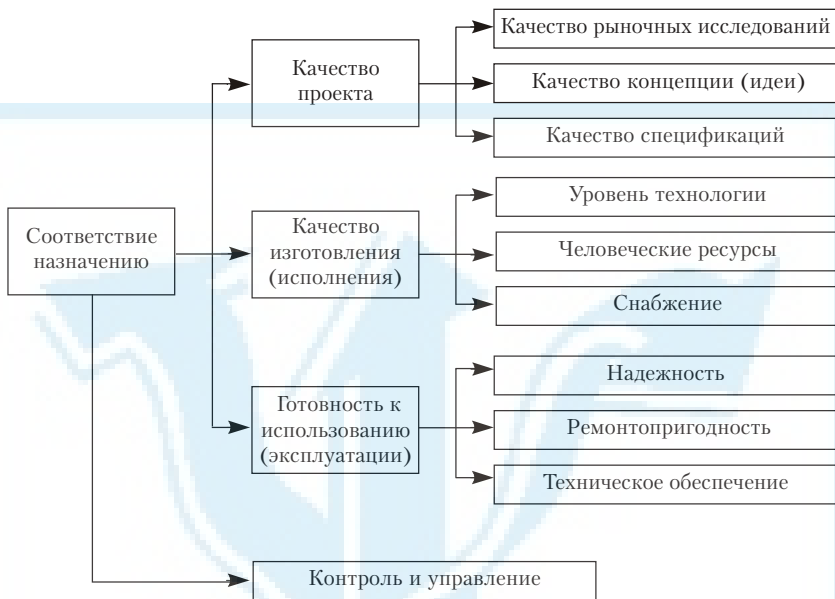 Качество рыночных исследований
Качество
проекта
Качество концепции (идеи)
Качество спецификаций
Соответствие
назначению
Качество
изготовления
(исполнения)
Уровень технологии
Человеческие ресурсы
Снабжение
Готовность к
использованию
(эксплуатации)
Надежность
Ремонтопригодность
Техническое обеспечение
Контроль и управление